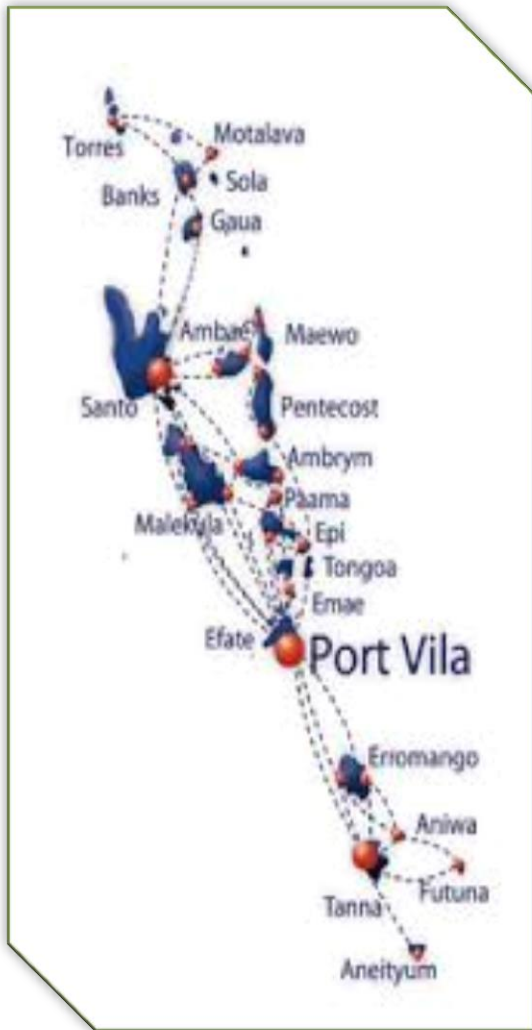 Torres
Motalava
Sola
Banks
Gaua
Ambae
Maewo
Santo
Pentecost
Ambrym
Paama
Malekula
Epi
Tongoa
Emae
Efate
Port Vila
Erromango
Aniwa
Futuna
Tanna
Aneityum